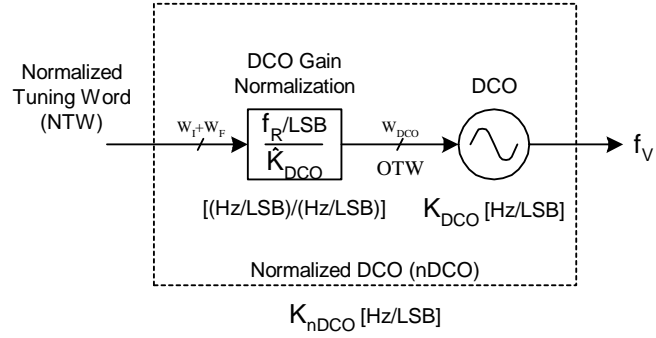 Normalized
Tuning Word
(NTW)
DCO Gain
Normalization
DCO
W_I+W_F
f_R/LSB
K̂_DCO
W_DCO
OTW
f_V
[(Hz/LSB)/(Hz/LSB)]
K_DCO [Hz/LSB]
Normalized DCO (nDCO)
K_nDCO [Hz/LSB]